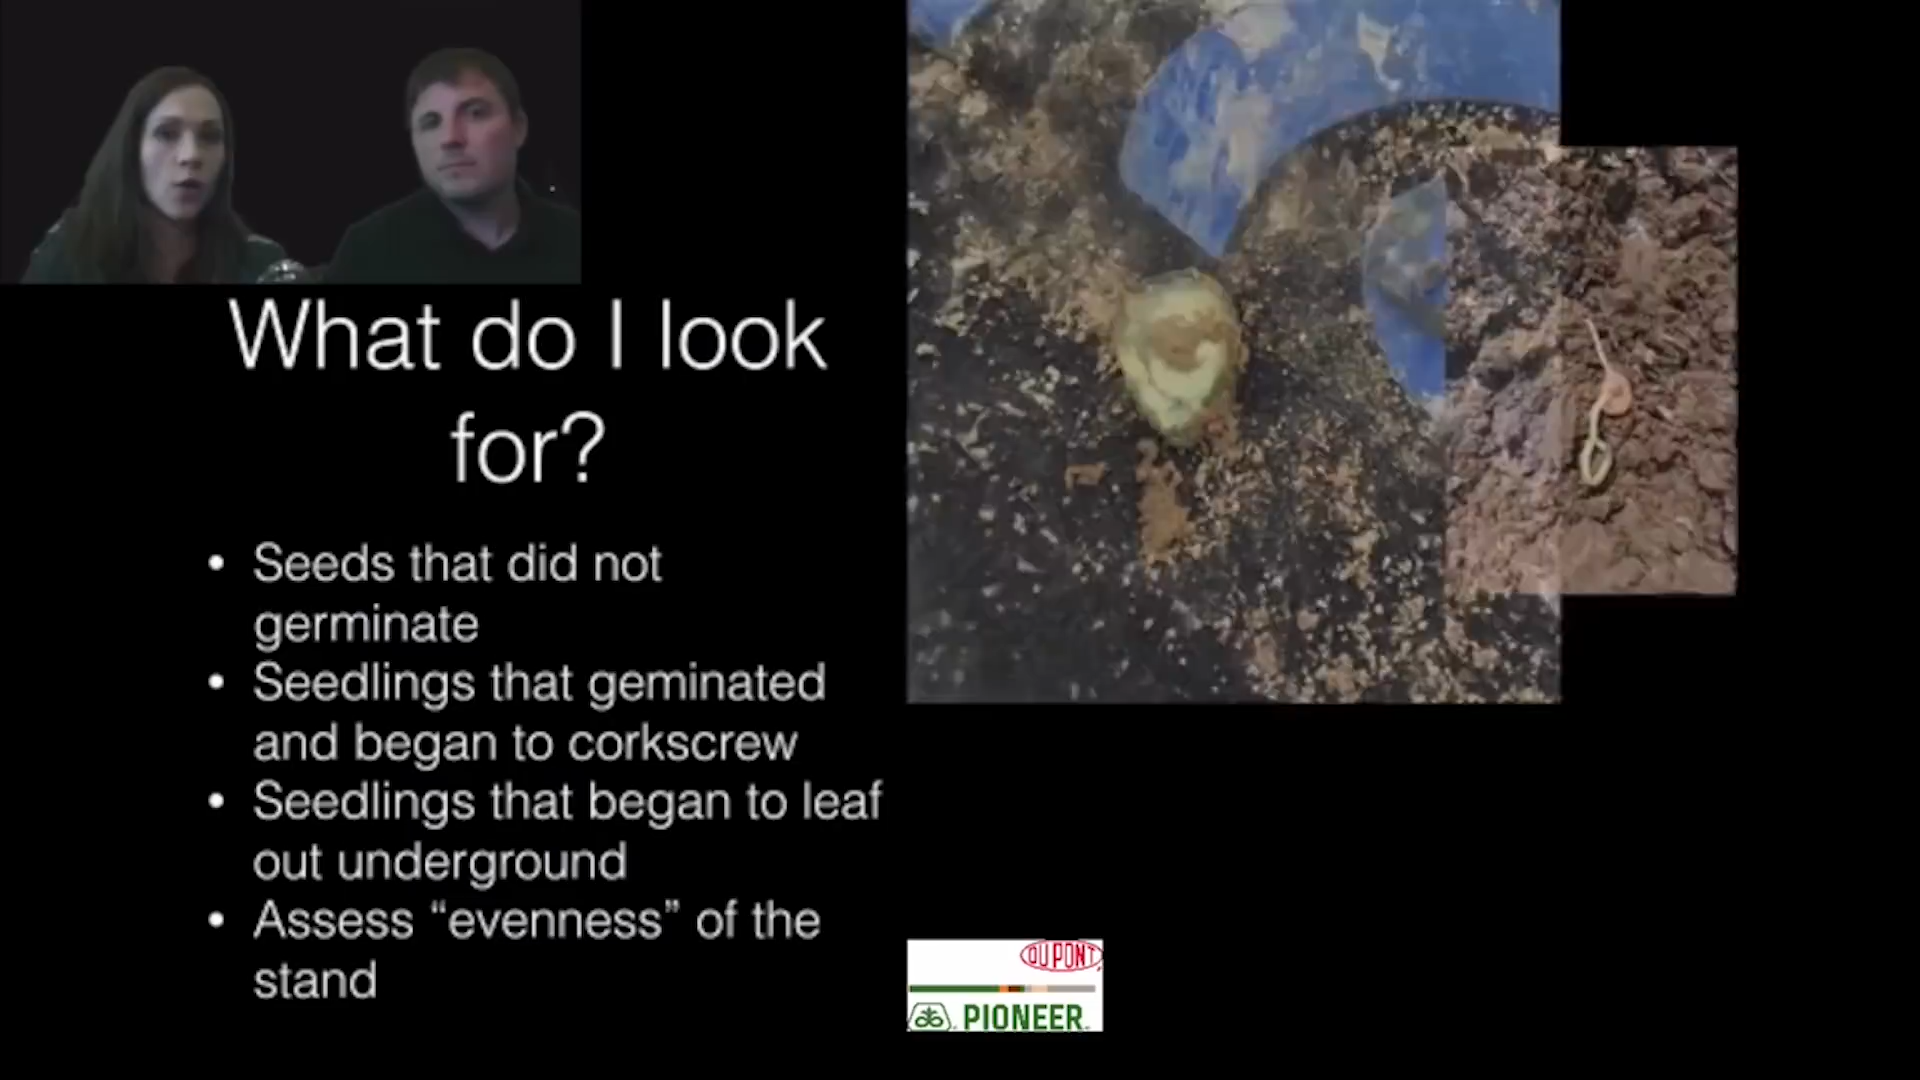 What do I look
for?
• Seeds that did not
germinate
• Seedlings that geminated
and began to corkscrew
• Seedlings that began to leaf
out underground
• Assess “evenness” of the
stand
DUPONT
PIONEER